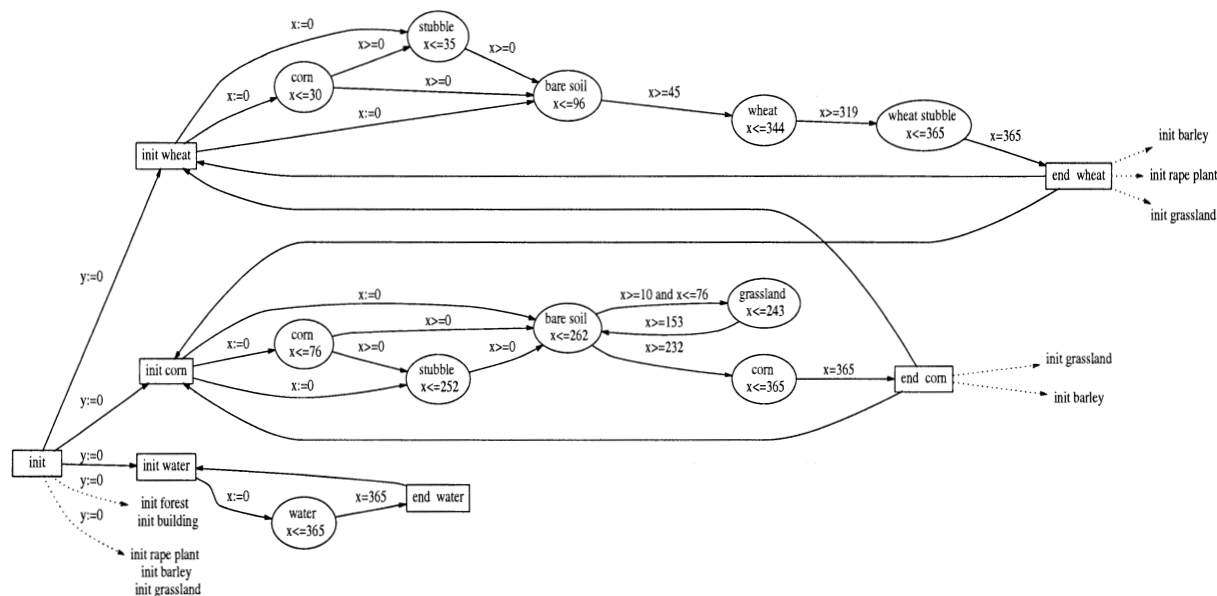 x:=0
stubble
x<=35
x>=0
x>=0
corn
x<=30
x>=0
x:=0
bare soil
x<=96
x>=45
x:=0
wheat
x<=344
x>=319
wheat stubble
x<=365
x=365
init barley
init wheat
end wheat
init rape plant
init grassland
y:=0
x:=0
x>=10 and x<=76
grassland
x<=243
x>=0
bare soil
x<=262
x>=153
corn
x<=76
x:=0
x>=0
x>=0
x>=232
init corn
stubble
x<=252
corn
x<=365
x=365
end corn
init grassland
x:=0
init barley
y:=0
init
y:=0
init water
y:=0
x:=0
x=365
end water
init forest
init building
water
x<=365
y:=0
init rape plant
init barley
init grassland